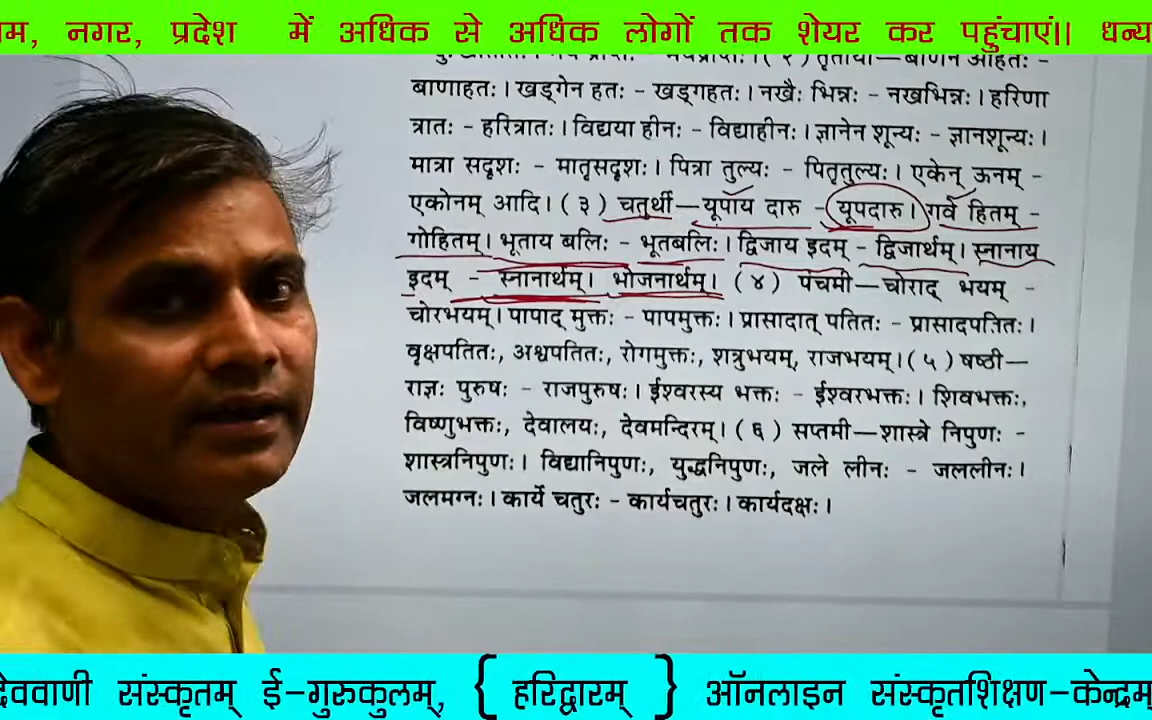 नगर, प्रदेश में अधिक से अधिक लोगों तक शेयर कर पहुंचाएं।। धन्य
तृतीया—बाणेन आहतः -
बाणाहतः। खड्गेन हतः - खड्गहतः। नखैः भिन्नः - नखभिन्नः। हरिणा
त्रातः - हरित्रातः। विद्यया हीनः - विद्याहीनः। ज्ञानेन शून्यः - ज्ञानशून्यः।
मात्रा सदृशः - मातृसदृशः। पित्रा तुल्यः - पितृतुल्यः। एकेन् ऊनम् -
एकोनम् आदि। (३) चतुर्थी—यूपाय दारु - यूपदारु। गवे हितम् -
गोहितम्। भूताय बलिः - भूतबलिः। द्विजाय इदम् - द्विजार्थम्। स्नानाय
इदम् - स्नानार्थम्। भोजनार्थम्। (४) पंचमी—चोराद् भयम् -
चोरभयम्। पापाद् मुक्तः - पापमुक्तः। प्रासादात् पतितः - प्रासादपतितः।
वृक्षपतितः, अश्वपतितः, रोगमुक्तः, शत्रुभयम्, राजभयम्। (५) षष्ठी—
राज्ञः पुरुषः - राजपुरुषः। ईश्वरस्य भक्तः - ईश्वरभक्तः। शिवभक्तः,
विष्णुभक्तः, देवालयः, देवमन्दिरम्। (६) सप्तमी—शास्त्रे निपुणः -
शास्त्रनिपुणः। विद्यानिपुणः, युद्धनिपुणः, जले लीनः - जललीनः।
जलमग्नः। कार्ये चतुरः - कार्यचतुरः। कार्यदक्षः।
देववाणी संस्कृतम् ई-गुरुकुलम्, { हरिद्वारम् } ऑनलाइन संस्कृतशिक्षण-केन्द्रम्